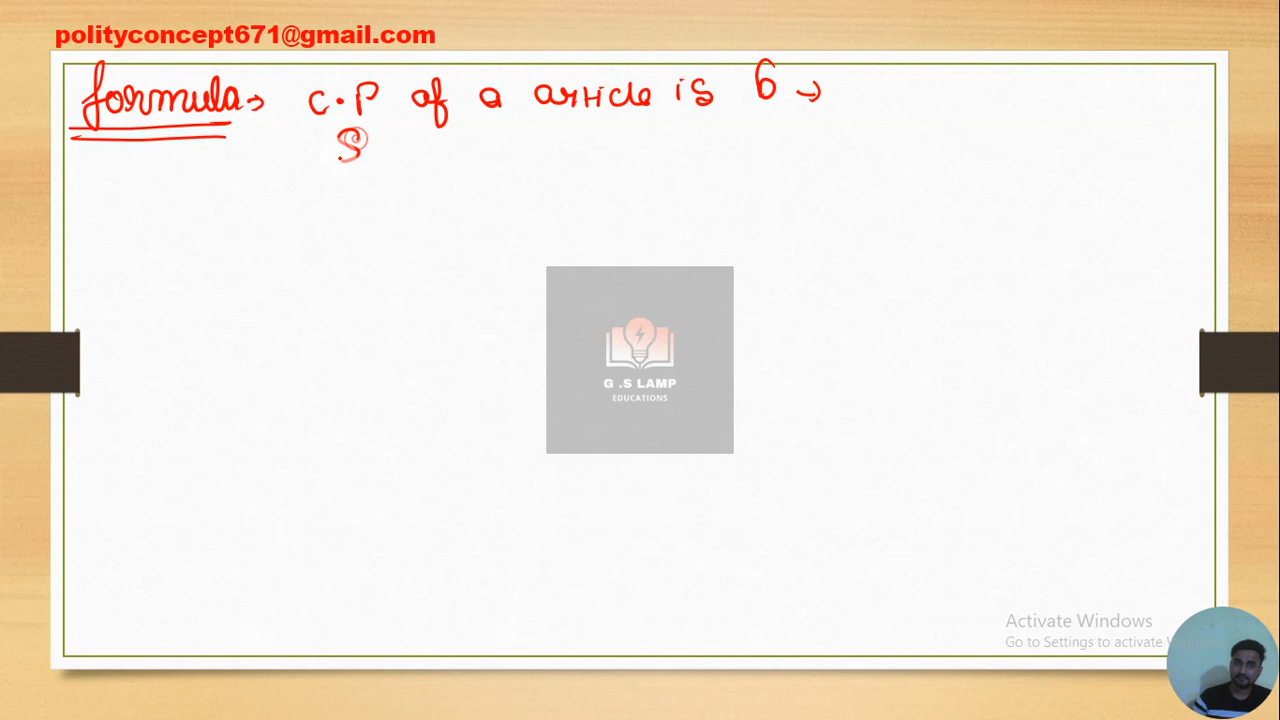 polityconcept671@gmail.com
formula→ C.P of a article is 6 →
S
G .S LAMP
EDUCATIONS
Activate Windows
Go to Settings to activate